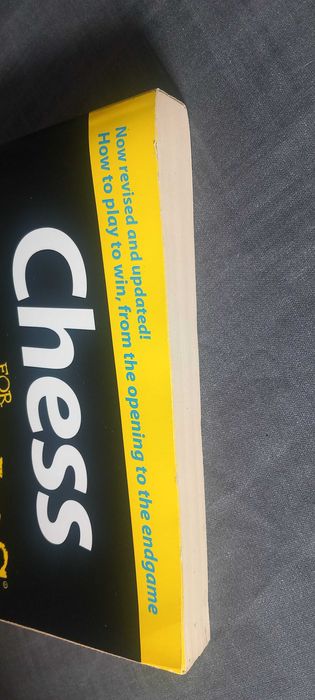 Now revised and updated!
How to play to win, from the opening to the endgame
Chess
FOR